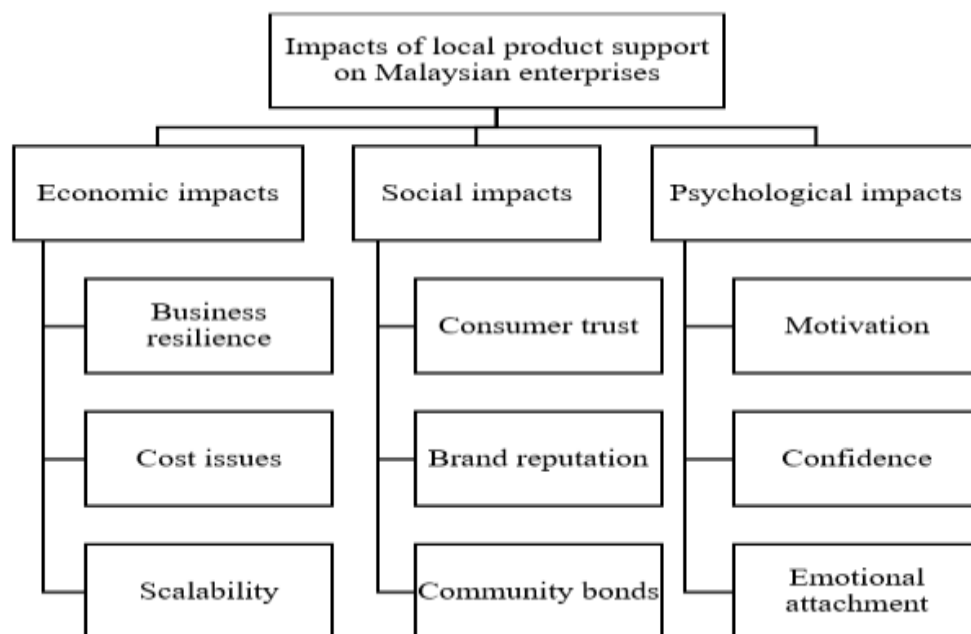 Impacts of local product support
on Malaysian enterprises
Economic impacts
Social impacts
Psychological impacts
Business
resilience
Consumer trust
Motivation
Cost issues
Brand reputation
Confidence
Scalability
Community bonds
Emotional
attachment